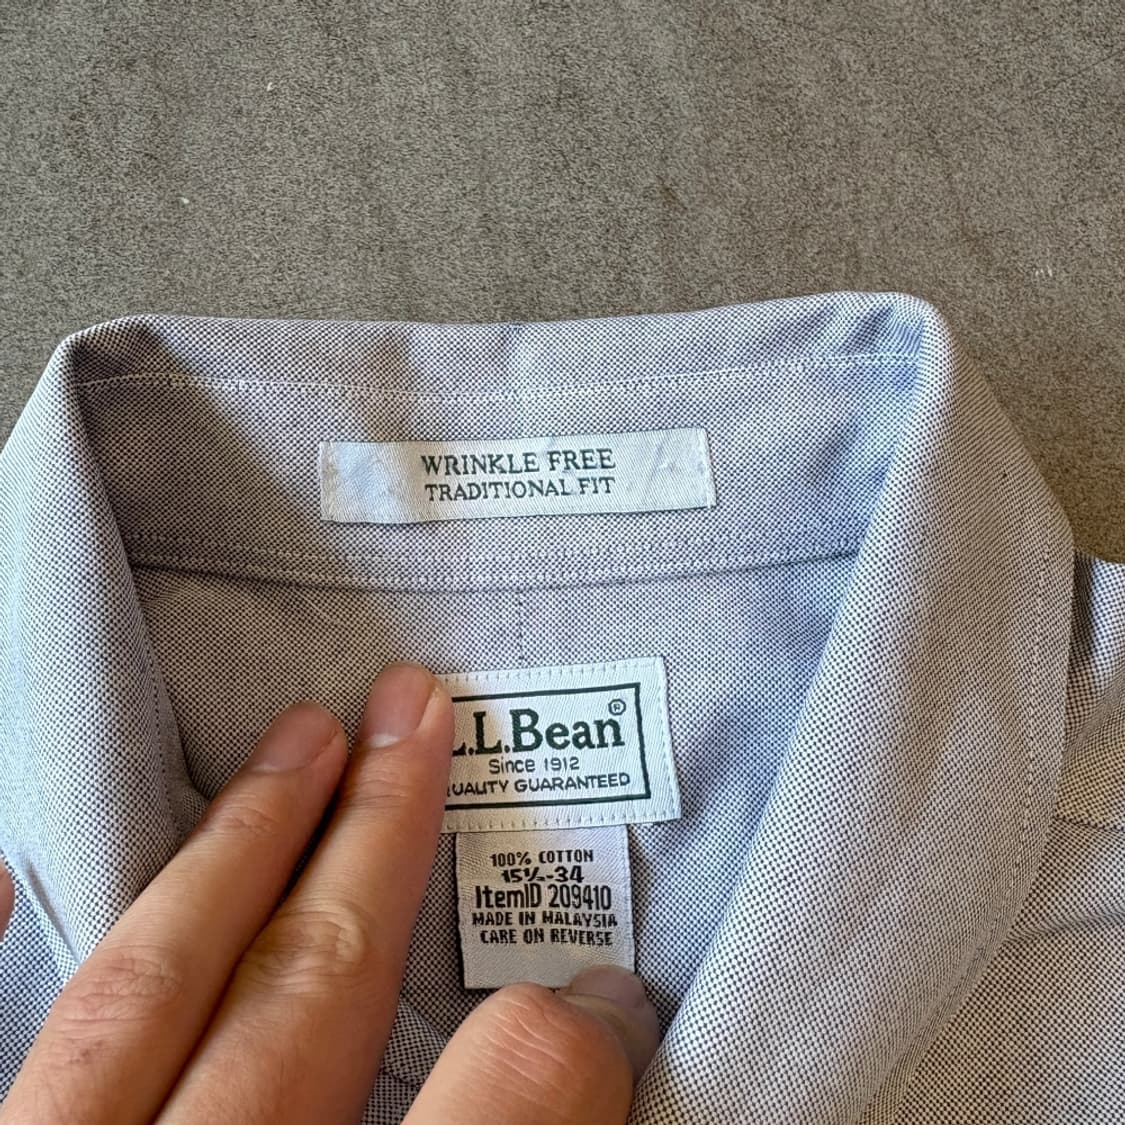 WRINKLE FREE
TRADITIONAL FIT
L.L.Bean®
Since 1912
QUALITY GUARANTEED
100% COTTON
15½-34
ItemID 209410
MADE IN MALAYSIA
CARE ON REVERSE